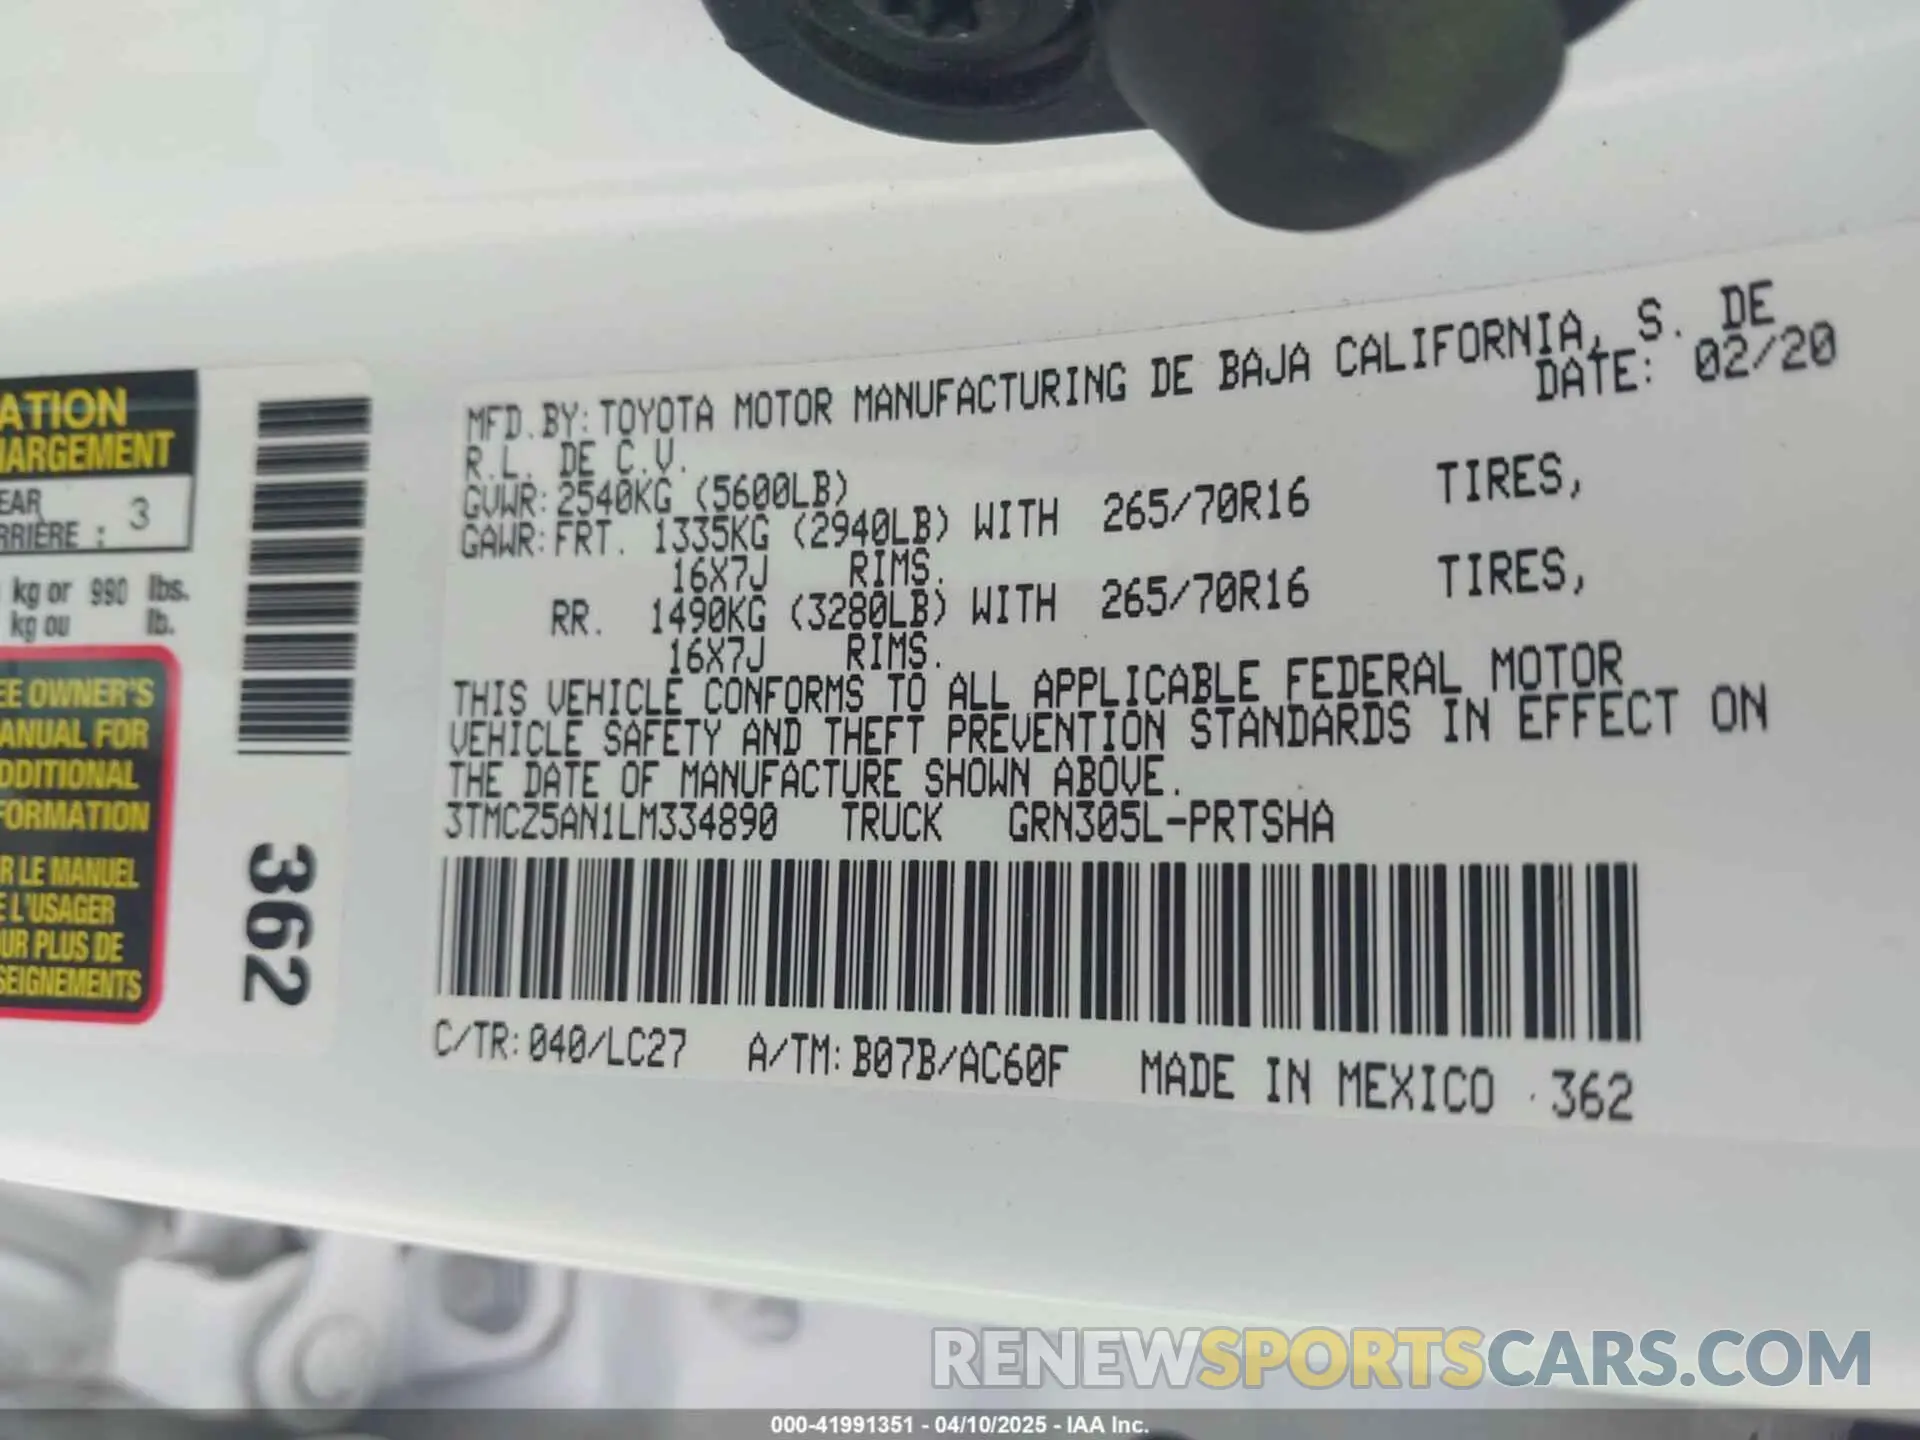 ATION
HARGEMENT
EAR
RRIÈRE : 3
kg or 990 lbs.
kg ou lb.
EE OWNER'S
ANUAL FOR
DDITIONAL
FORMATION
R LE MANUEL
E L'USAGER
UR PLUS DE
SEIGNEMENTS
362
MFD.BY:TOYOTA MOTOR MANUFACTURING DE BAJA CALIFORNIA, S. DE
R.L. DE C.V. DATE: 02/20
GVWR:2540KG (5600LB)
GAWR:FRT. 1335KG (2940LB) WITH 265/70R16 TIRES,
16X7J RIMS.
RR. 1490KG (3280LB) WITH 265/70R16 TIRES,
16X7J RIMS.
THIS VEHICLE CONFORMS TO ALL APPLICABLE FEDERAL MOTOR
VEHICLE SAFETY AND THEFT PREVENTION STANDARDS IN EFFECT ON
THE DATE OF MANUFACTURE SHOWN ABOVE.
3TMCZ5AN1LM334890 TRUCK GRN305L-PRTSHA
C/TR:040/LC27 A/TM:B07B/AC60F MADE IN MEXICO 362
RENEWSPORTSCARS.COM
000-41991351 - 04/10/2025 - IAA Inc.